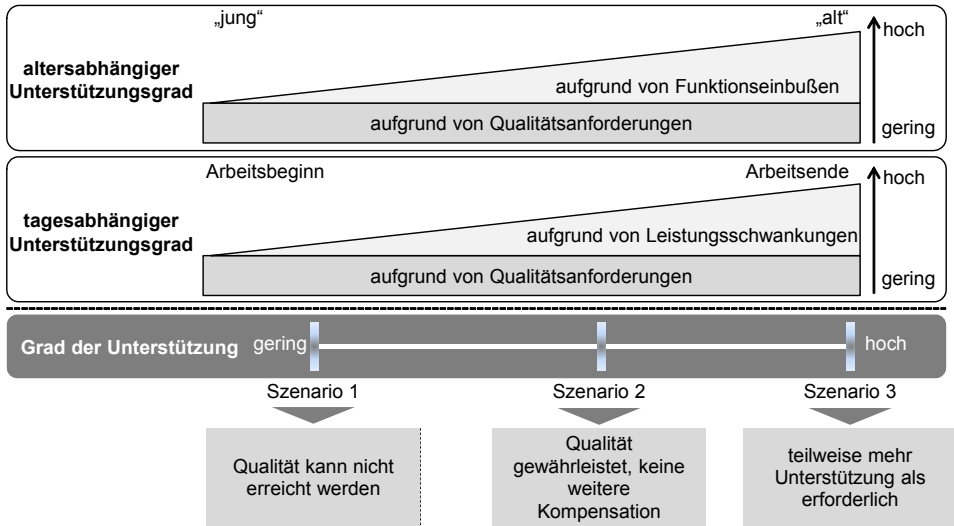 „jung“
„alt“
hoch
altersabhängiger
Unterstützungsgrad
aufgrund von Funktionseinbußen
aufgrund von Qualitätsanforderungen
gering
Arbeitsbeginn
Arbeitsende
hoch
tagesabhängiger
Unterstützungsgrad
aufgrund von Leistungsschwankungen
aufgrund von Qualitätsanforderungen
gering
Grad der Unterstützung
gering
hoch
Szenario 1
Szenario 2
Szenario 3
Qualität kann nicht
erreicht werden
Qualität
gewährleistet, keine
weitere
Kompensation
teilweise mehr
Unterstützung als
erforderlich